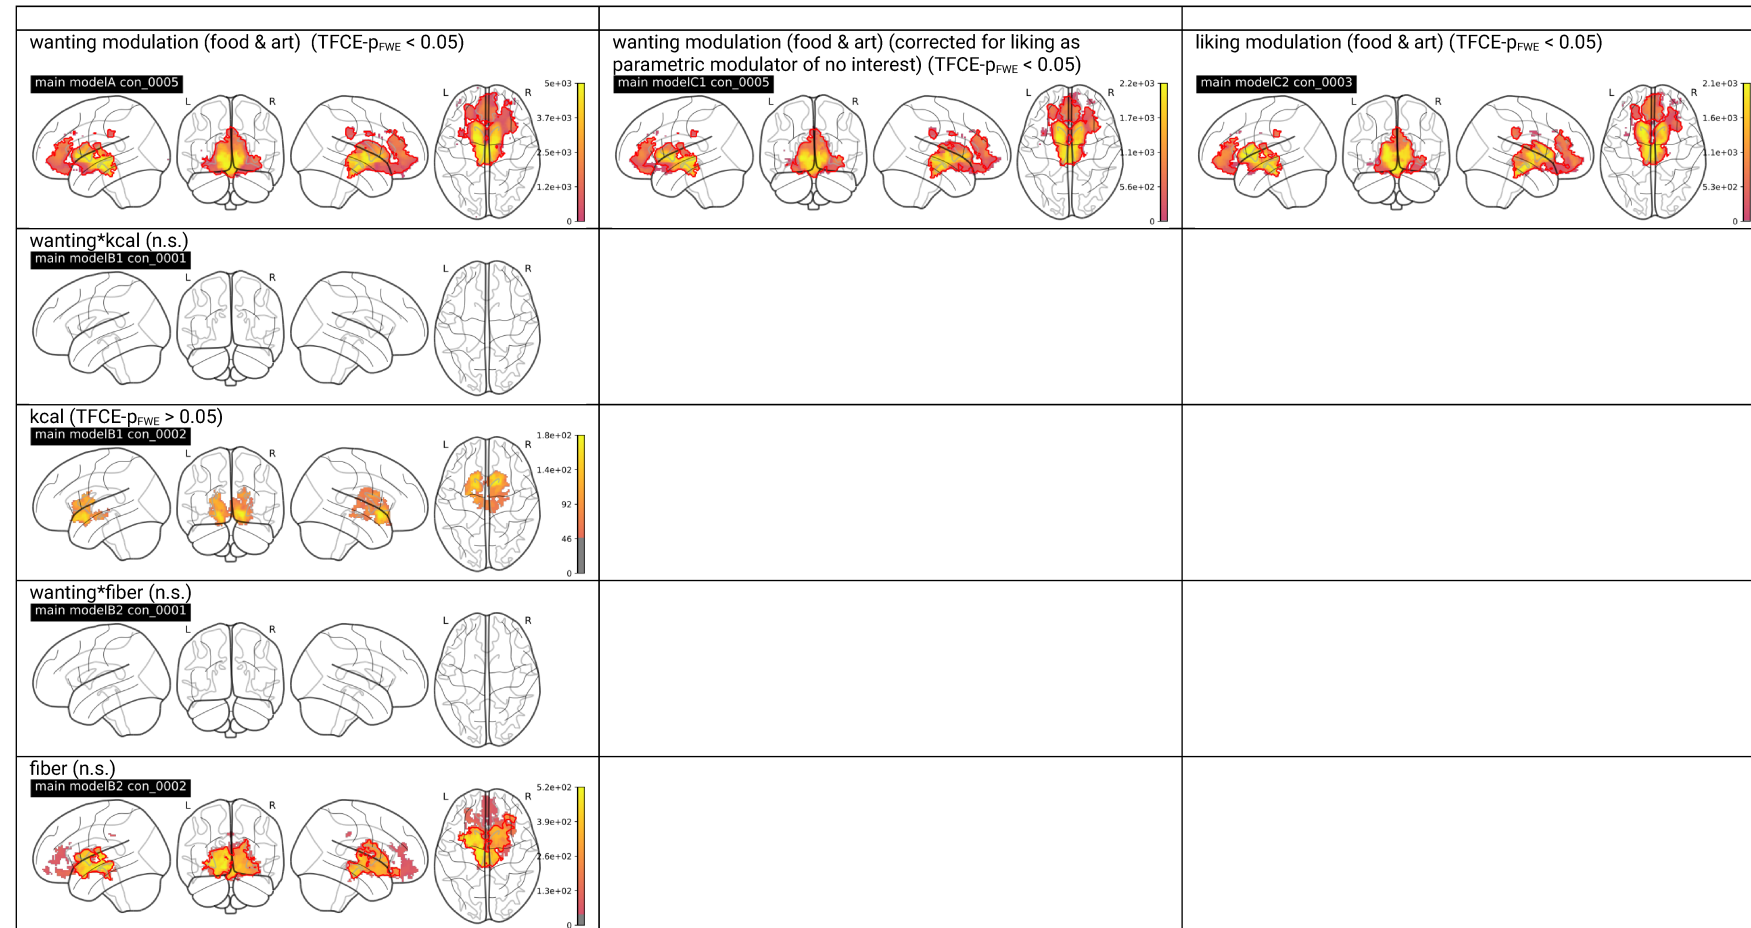 wanting modulation (food & art) (TFCE-pFWE < 0.05)
main modelA con_0005
L R
5e+03
3.7e+03
2.5e+03
1.2e+03
0
wanting modulation (food & art) (corrected for liking as
parametric modulator of no interest) (TFCE-pFWE < 0.05)
main modelC1 con_0005
L R L R
2.2e+03
1.7e+03
1.1e+03
5.6e+02
0
liking modulation (food & art) (TFCE-pFWE < 0.05)
main modelC2 con_0003
L R L R
2.1e+03
1.6e+03
1.1e+03
5.3e+02
0
wanting*kcal (n.s.)
main modelB1 con_0001
L R L R
kcal (TFCE-pFWE > 0.05)
main modelB1 con_0002
L R L R
1.8e+02
1.4e+02
92
46
0
wanting*fiber (n.s.)
main modelB2 con_0001
L R L R
fiber (n.s.)
main modelB2 con_0002
L R L R
5.2e+02
3.9e+02
2.6e+02
1.3e+02
0